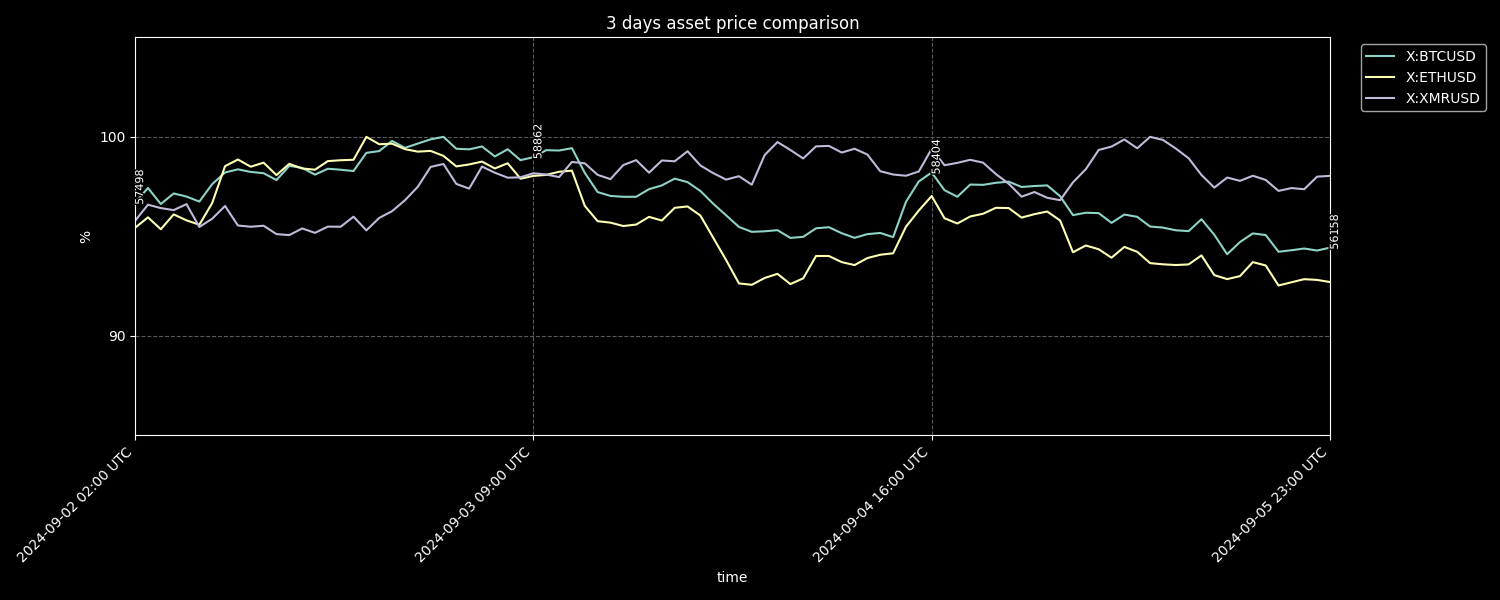 3 days asset price comparison
X:BTCUSD
X:ETHUSD
X:XMRUSD
100
90
%
57498
58862
58404
56158
2024-09-02 02:00 UTC
2024-09-03 09:00 UTC
2024-09-04 16:00 UTC
2024-09-05 23:00 UTC
time